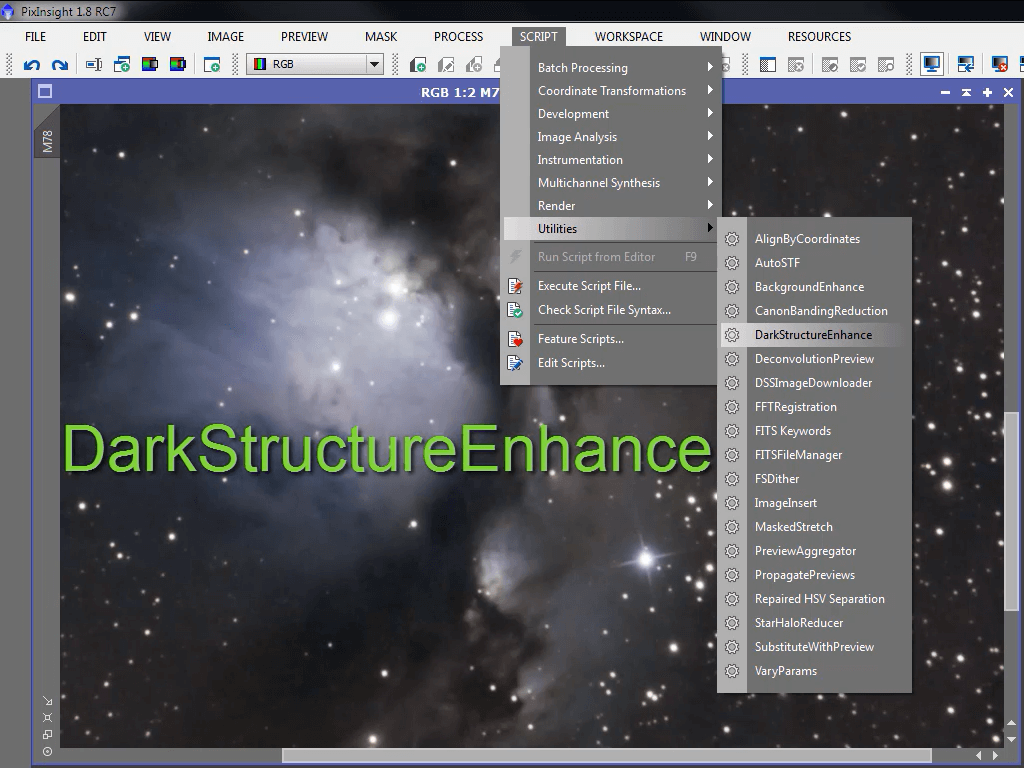 PixInsight 1.8 RC7
FILE EDIT VIEW IMAGE PREVIEW MASK PROCESS SCRIPT WORKSPACE WINDOW RESOURCES
RGB
RGB 1:2 M7
M78
Batch Processing
Coordinate Transformations
Development
Image Analysis
Instrumentation
Multichannel Synthesis
Render
Utilities
Run Script from Editor F9
Execute Script File...
Check Script File Syntax...
Feature Scripts...
Edit Scripts...
AlignByCoordinates
AutoSTF
BackgroundEnhance
CanonBandingReduction
DarkStructureEnhance
DeconvolutionPreview
DSSImageDownloader
FFTRegistration
FITS Keywords
FITSFileManager
FSDither
ImageInsert
MaskedStretch
PreviewAggregator
PropagatePreviews
Repaired HSV Separation
StarHaloReducer
SubstituteWithPreview
VaryParams
DarkStructureEnhance